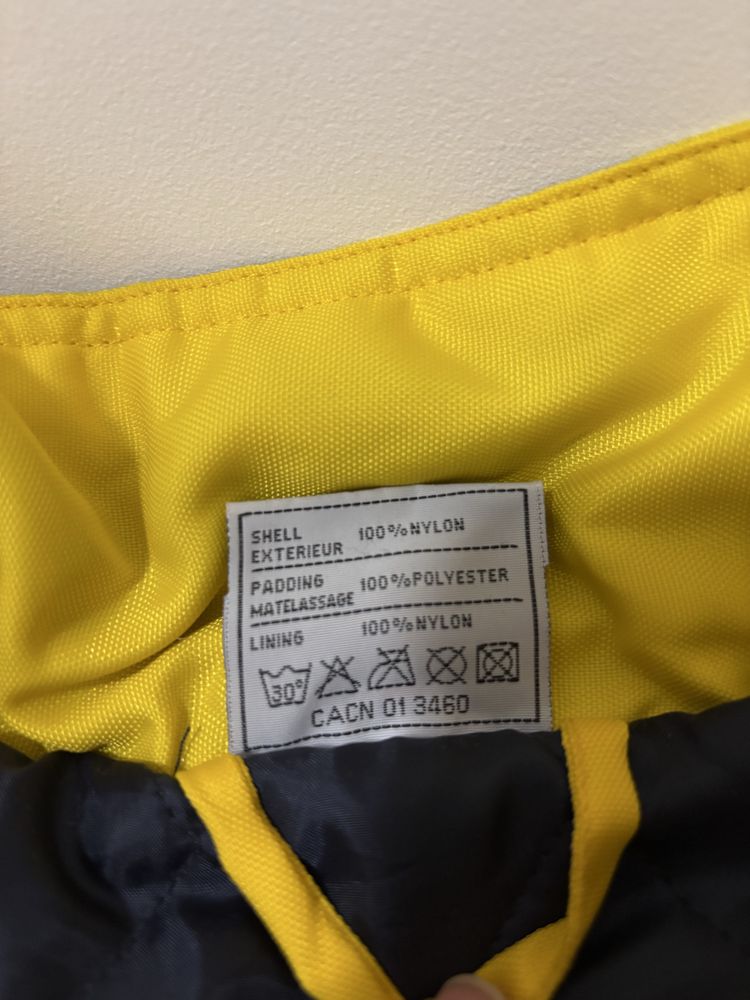 SHELL 100%NYLON
EXTERIEUR
PADDING 100%POLYESTER
MATELASSAGE
LINING 100%NYLON
30°
CACN 01 3460